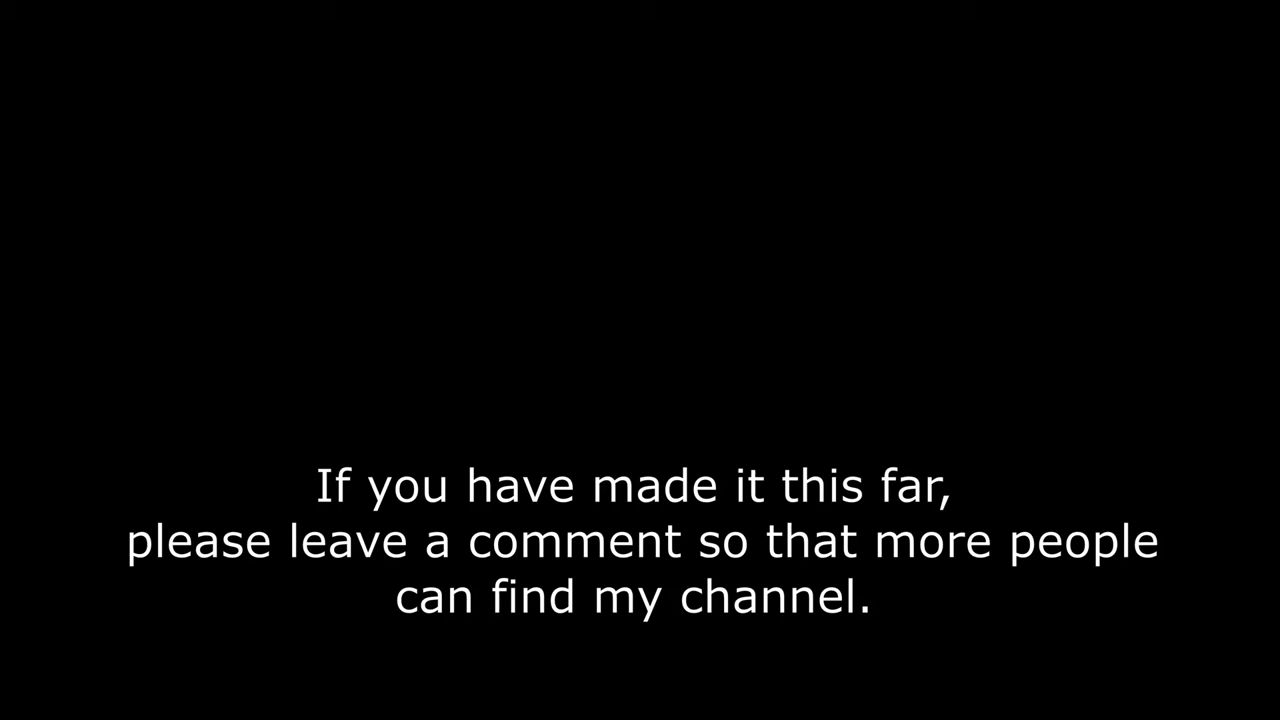 If you have made it this far,
please leave a comment so that more people
can find my channel.